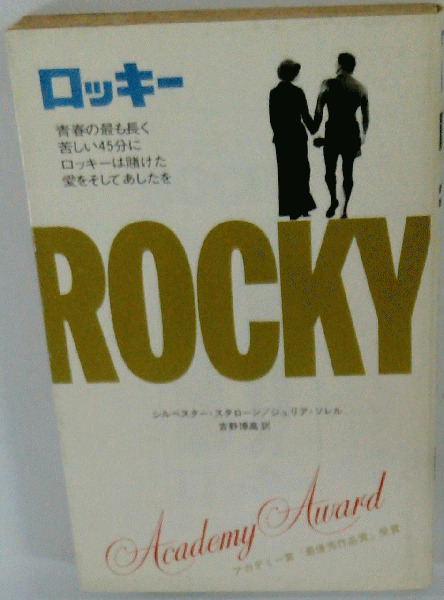 ロッキー
青春の最も長く
苦しい45分に
ロッキーは賭けた
愛をそしてあしたを
ROCKY
シルベスター・スタローン/ジュリア・ソレル
吉野博高訳
Academy Award
アカデミー賞「最優秀作品賞」受賞